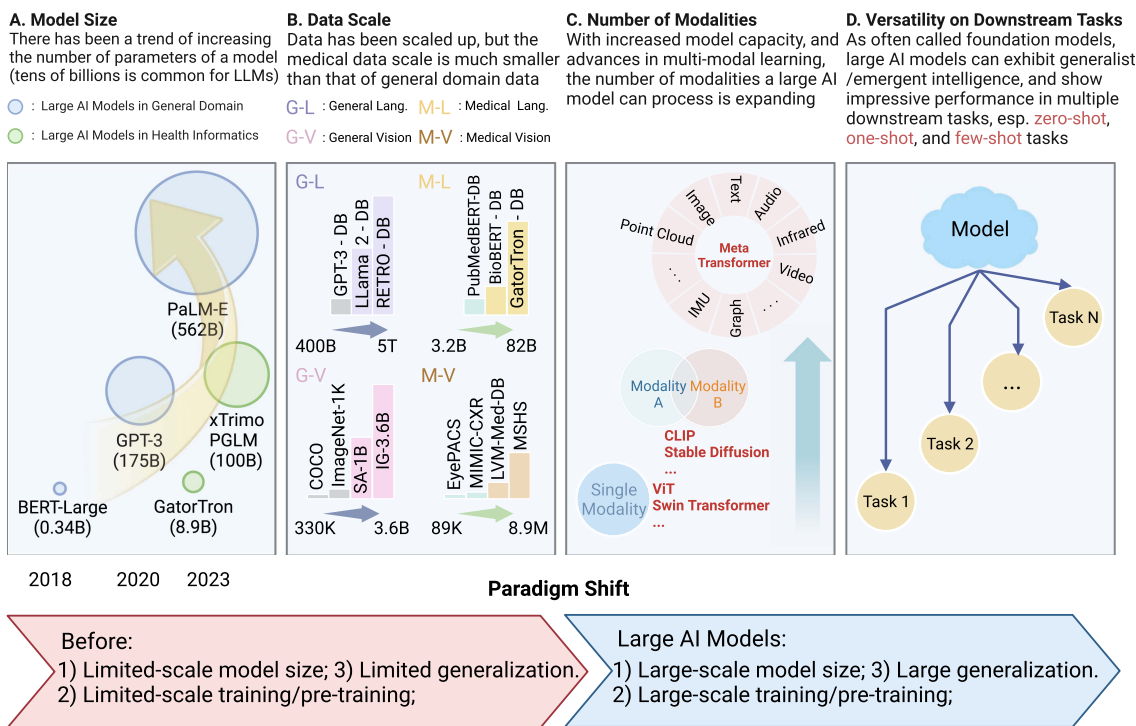 A. Model Size
There has been a trend of increasing
the number of parameters of a model
(tens of billions is common for LLMs)
: Large AI Models in General Domain
: Large AI Models in Health Informatics
PaLM-E
(562B)
GPT-3
(175B)
xTrimo
PGLM
(100B)
BERT-Large
(0.34B)
GatorTron
(8.9B)
2018
2020
2023
B. Data Scale
Data has been scaled up, but the
medical data scale is much smaller
than that of general domain data
G-L : General Lang. M-L : Medical Lang.
G-V : General Vision M-V : Medical Vision
G-L
GPT-3 - DB
LLama 2 - DB
RETRO - DB
400B
5T
M-L
PubMedBERT-DB
BioBERT - DB
GatorTron - DB
3.2B
82B
G-V
COCO
ImageNet-1K
SA-1B
IG-3.6B
330K
3.6B
M-V
EyePACS
MIMIC-CXR
LVM-Med-DB
MSHS
89K
8.9M
C. Number of Modalities
With increased model capacity, and
advances in multi-modal learning,
the number of modalities a large AI
model can process is expanding
Text
Audio
Infrared
Video
. . .
Graph
IMU
. . .
Point Cloud
Image
Meta
Transformer
Modality
A
Modality
B
CLIP
Stable Diffusion
...
Single
Modality
ViT
Swin Transformer
...
D. Versatility on Downstream Tasks
As often called foundation models,
large AI models can exhibit generalist
/emergent intelligence, and show
impressive performance in multiple
downstream tasks, esp. zero-shot,
one-shot, and few-shot tasks
Model
Task N
...
Task 2
Task 1
Paradigm Shift
Before:
1) Limited-scale model size; 3) Limited generalization.
2) Limited-scale training/pre-training;
Large AI Models:
1) Large-scale model size; 3) Large generalization.
2) Large-scale training/pre-training;